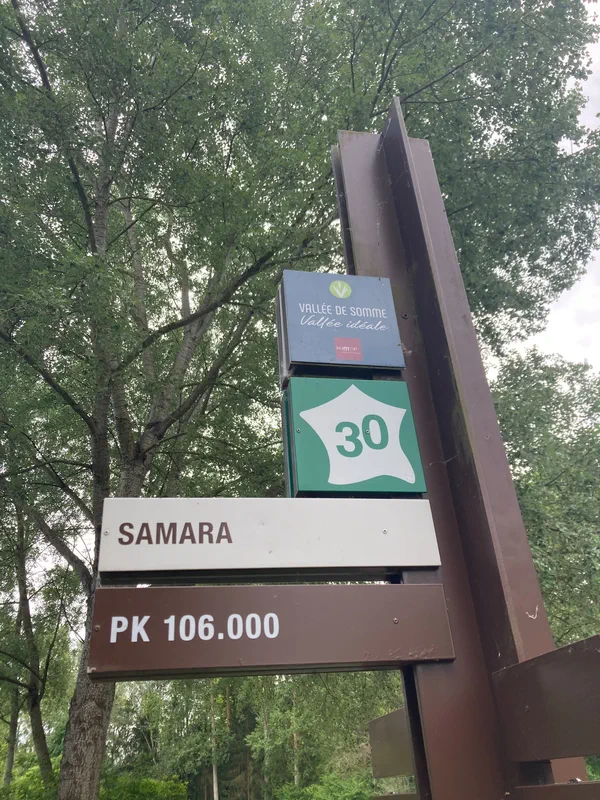 VALLÉE DE SOMME
Vallée idéale
30
SAMARA
PK 106.000